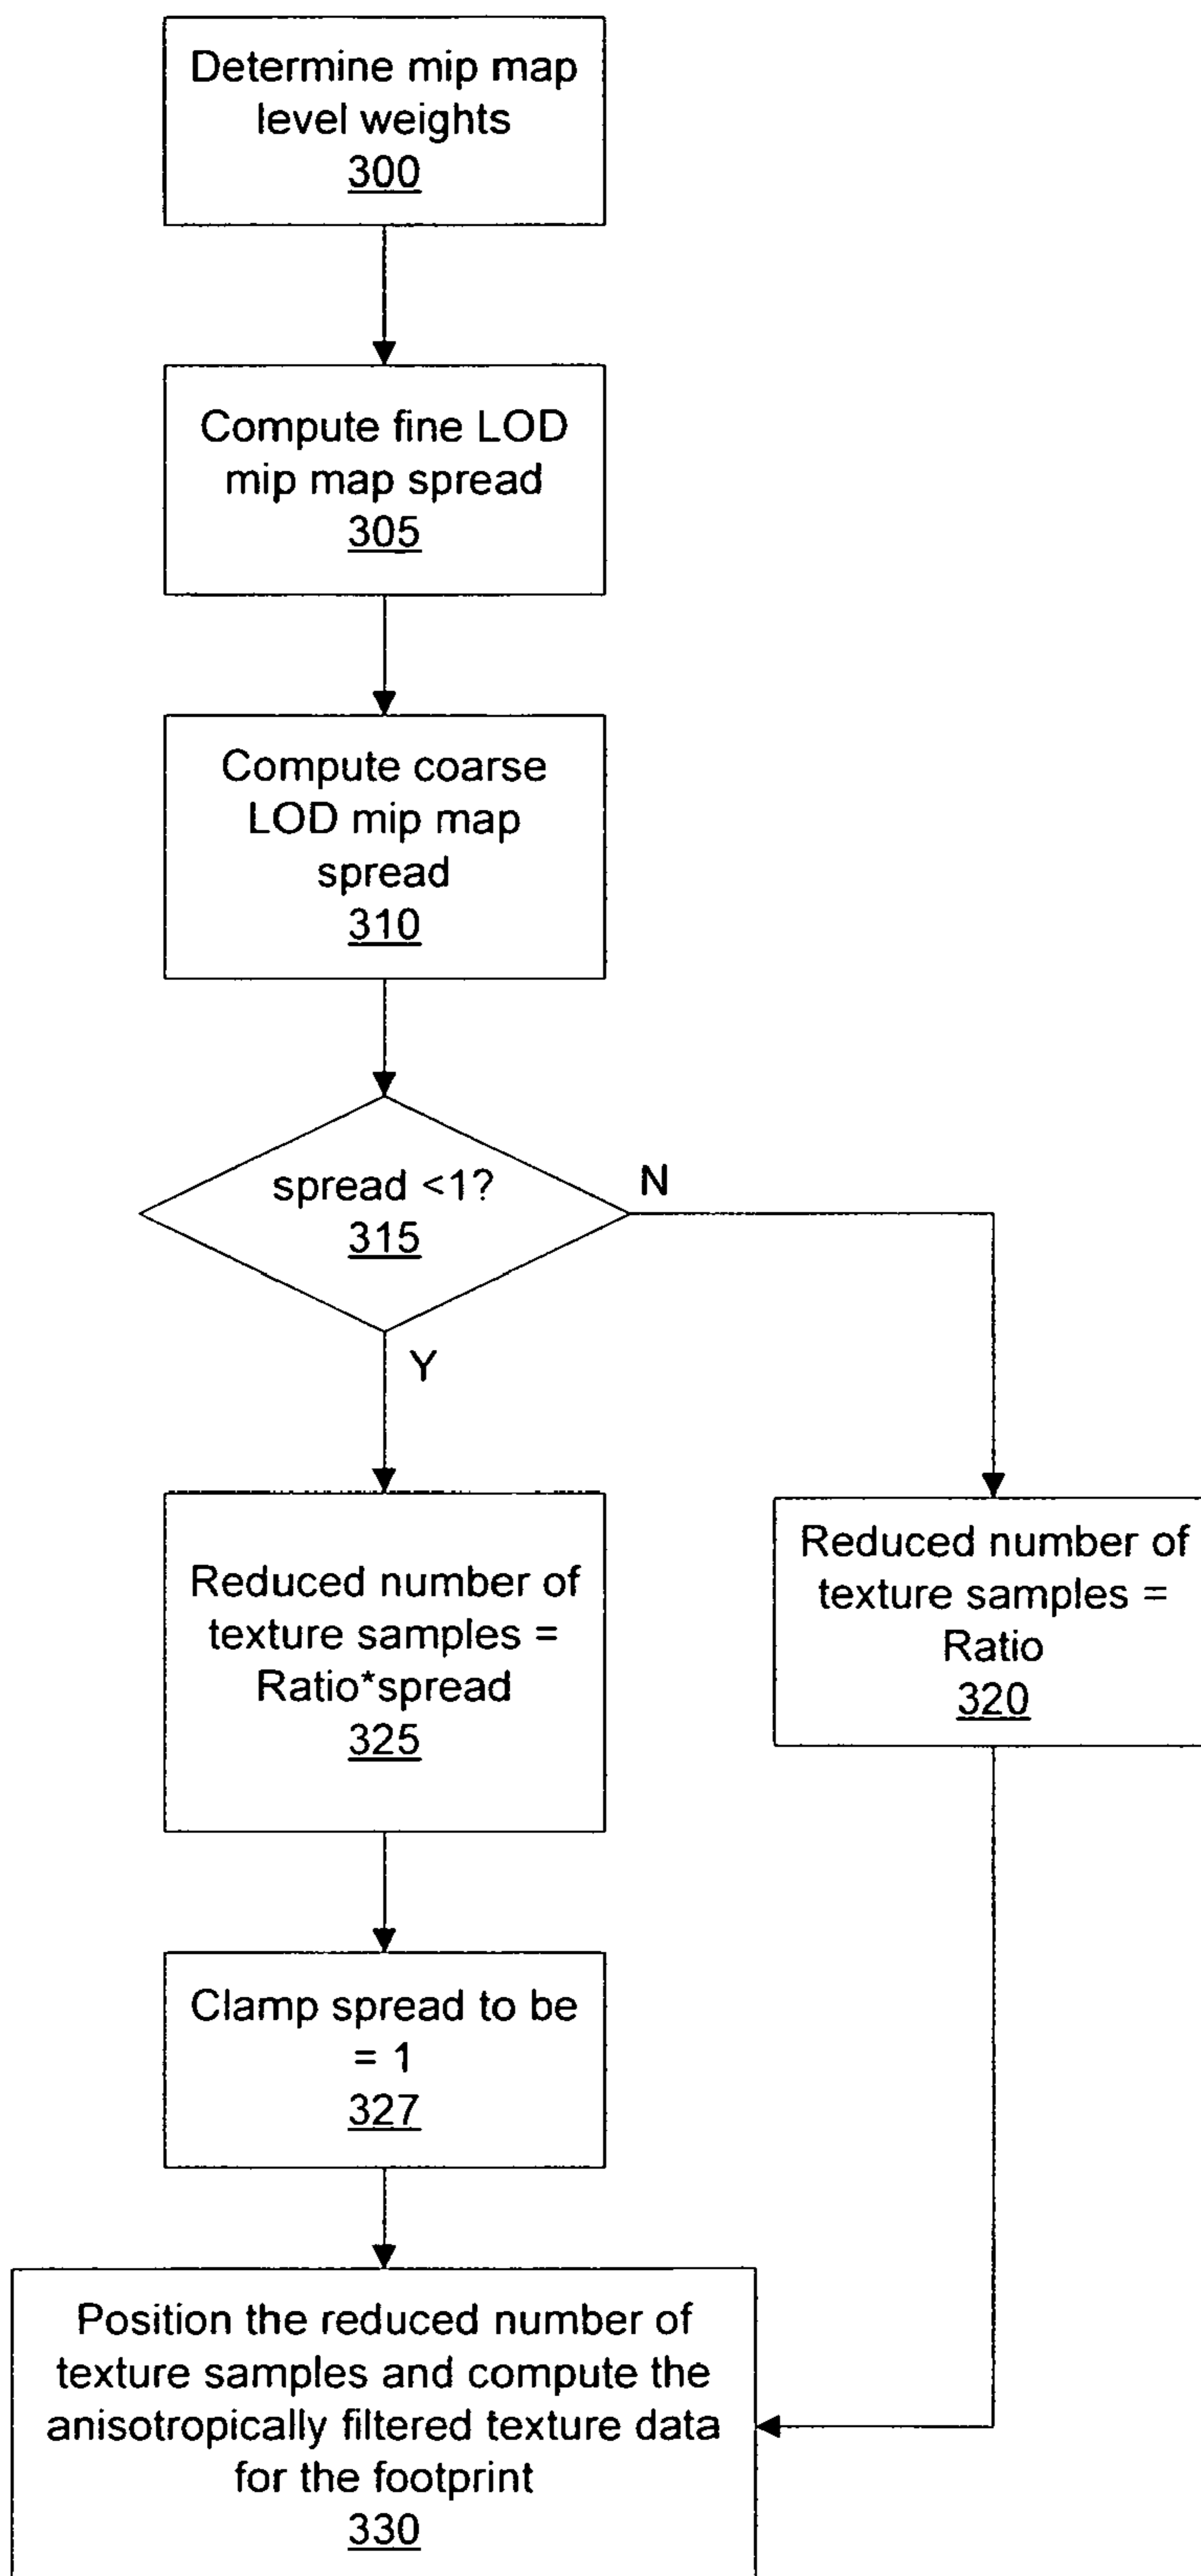 Determine mip map
level weights
300
Compute fine LOD
mip map spread
305
Compute coarse
LOD mip map
spread
310
spread <1?
315
N
Y
Reduced number of
texture samples =
Ratio*spread
325
Reduced number of
texture samples =
Ratio
320
Clamp spread to be
= 1
327
Position the reduced number of
texture samples and compute the
anisotropically filtered texture data
for the footprint
330